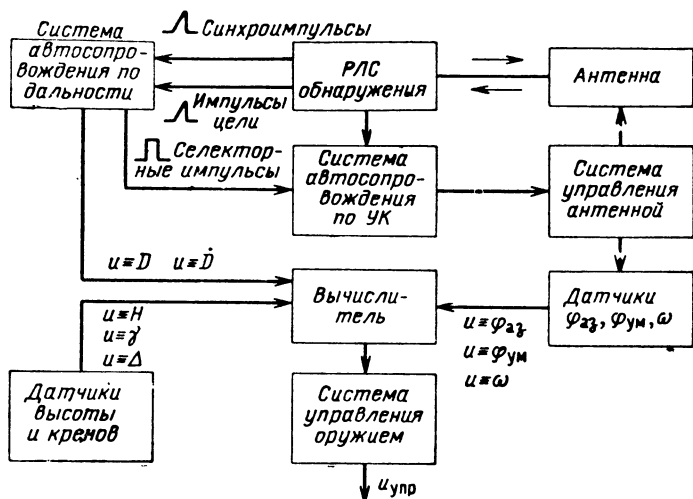 Система
автосопро-
вождения по
дальности
Синхроимпульсы
Импульсы
цели
Селектор-
ные импульсы
РЛС
обнаружения
Антенна
Система
автосопро-
вождения
по УК
Система
управления
антенной
u≡D u≡Ḋ
u≡H
u≡γ
u≡Δ
Вычисли-
тель
Датчики
φаз, φум, ω
u≡φаз
u≡φум
u≡ω
Датчики
высоты
и кренов
Система
управления
оружием
uупр